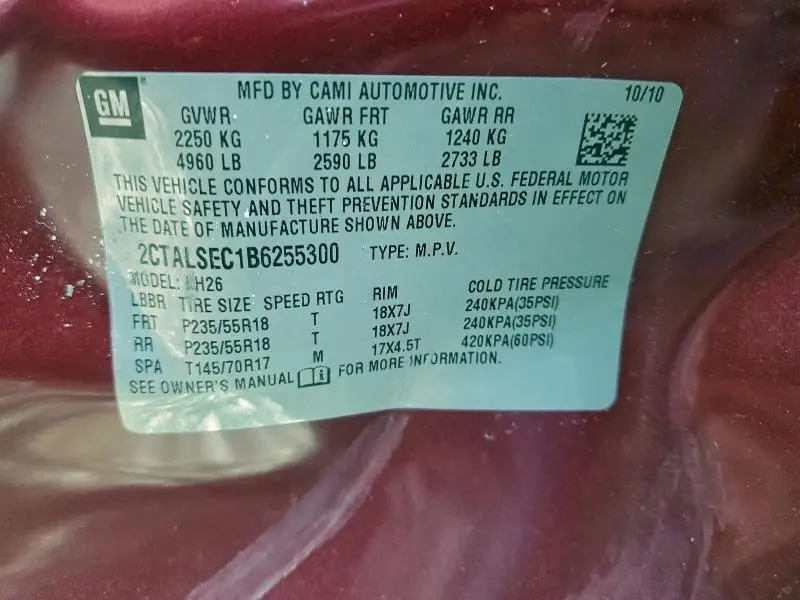 GM
MFD BY CAMI AUTOMOTIVE INC. 10/10
GVWR GAWR FRT GAWR RR
2250 KG 1175 KG 1240 KG
4960 LB 2590 LB 2733 LB
THIS VEHICLE CONFORMS TO ALL APPLICABLE U.S. FEDERAL MOTOR
VEHICLE SAFETY AND THEFT PREVENTION STANDARDS IN EFFECT ON
THE DATE OF MANUFACTURE SHOWN ABOVE.
2CTALSEC1B6255300 TYPE: M.P.V.
MODEL:
LBBR TIRE SIZE SPEED RTG RIM COLD TIRE PRESSURE
FRT P235/55R18 T 18X7J 240KPA(35PSI)
RR P235/55R18 T 18X7J 240KPA(35PSI)
SPA T145/70R17 M 17X4.5T 420KPA(60PSI)
SEE OWNER'S MANUAL FOR MORE INFORMATION.